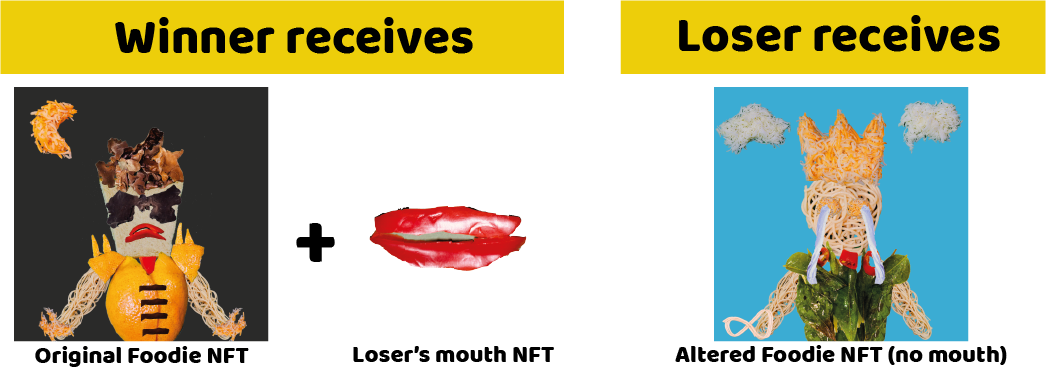 Winner receives
Loser receives
+
Original Foodie NFT
Loser's mouth NFT
Altered Foodie NFT (no mouth)